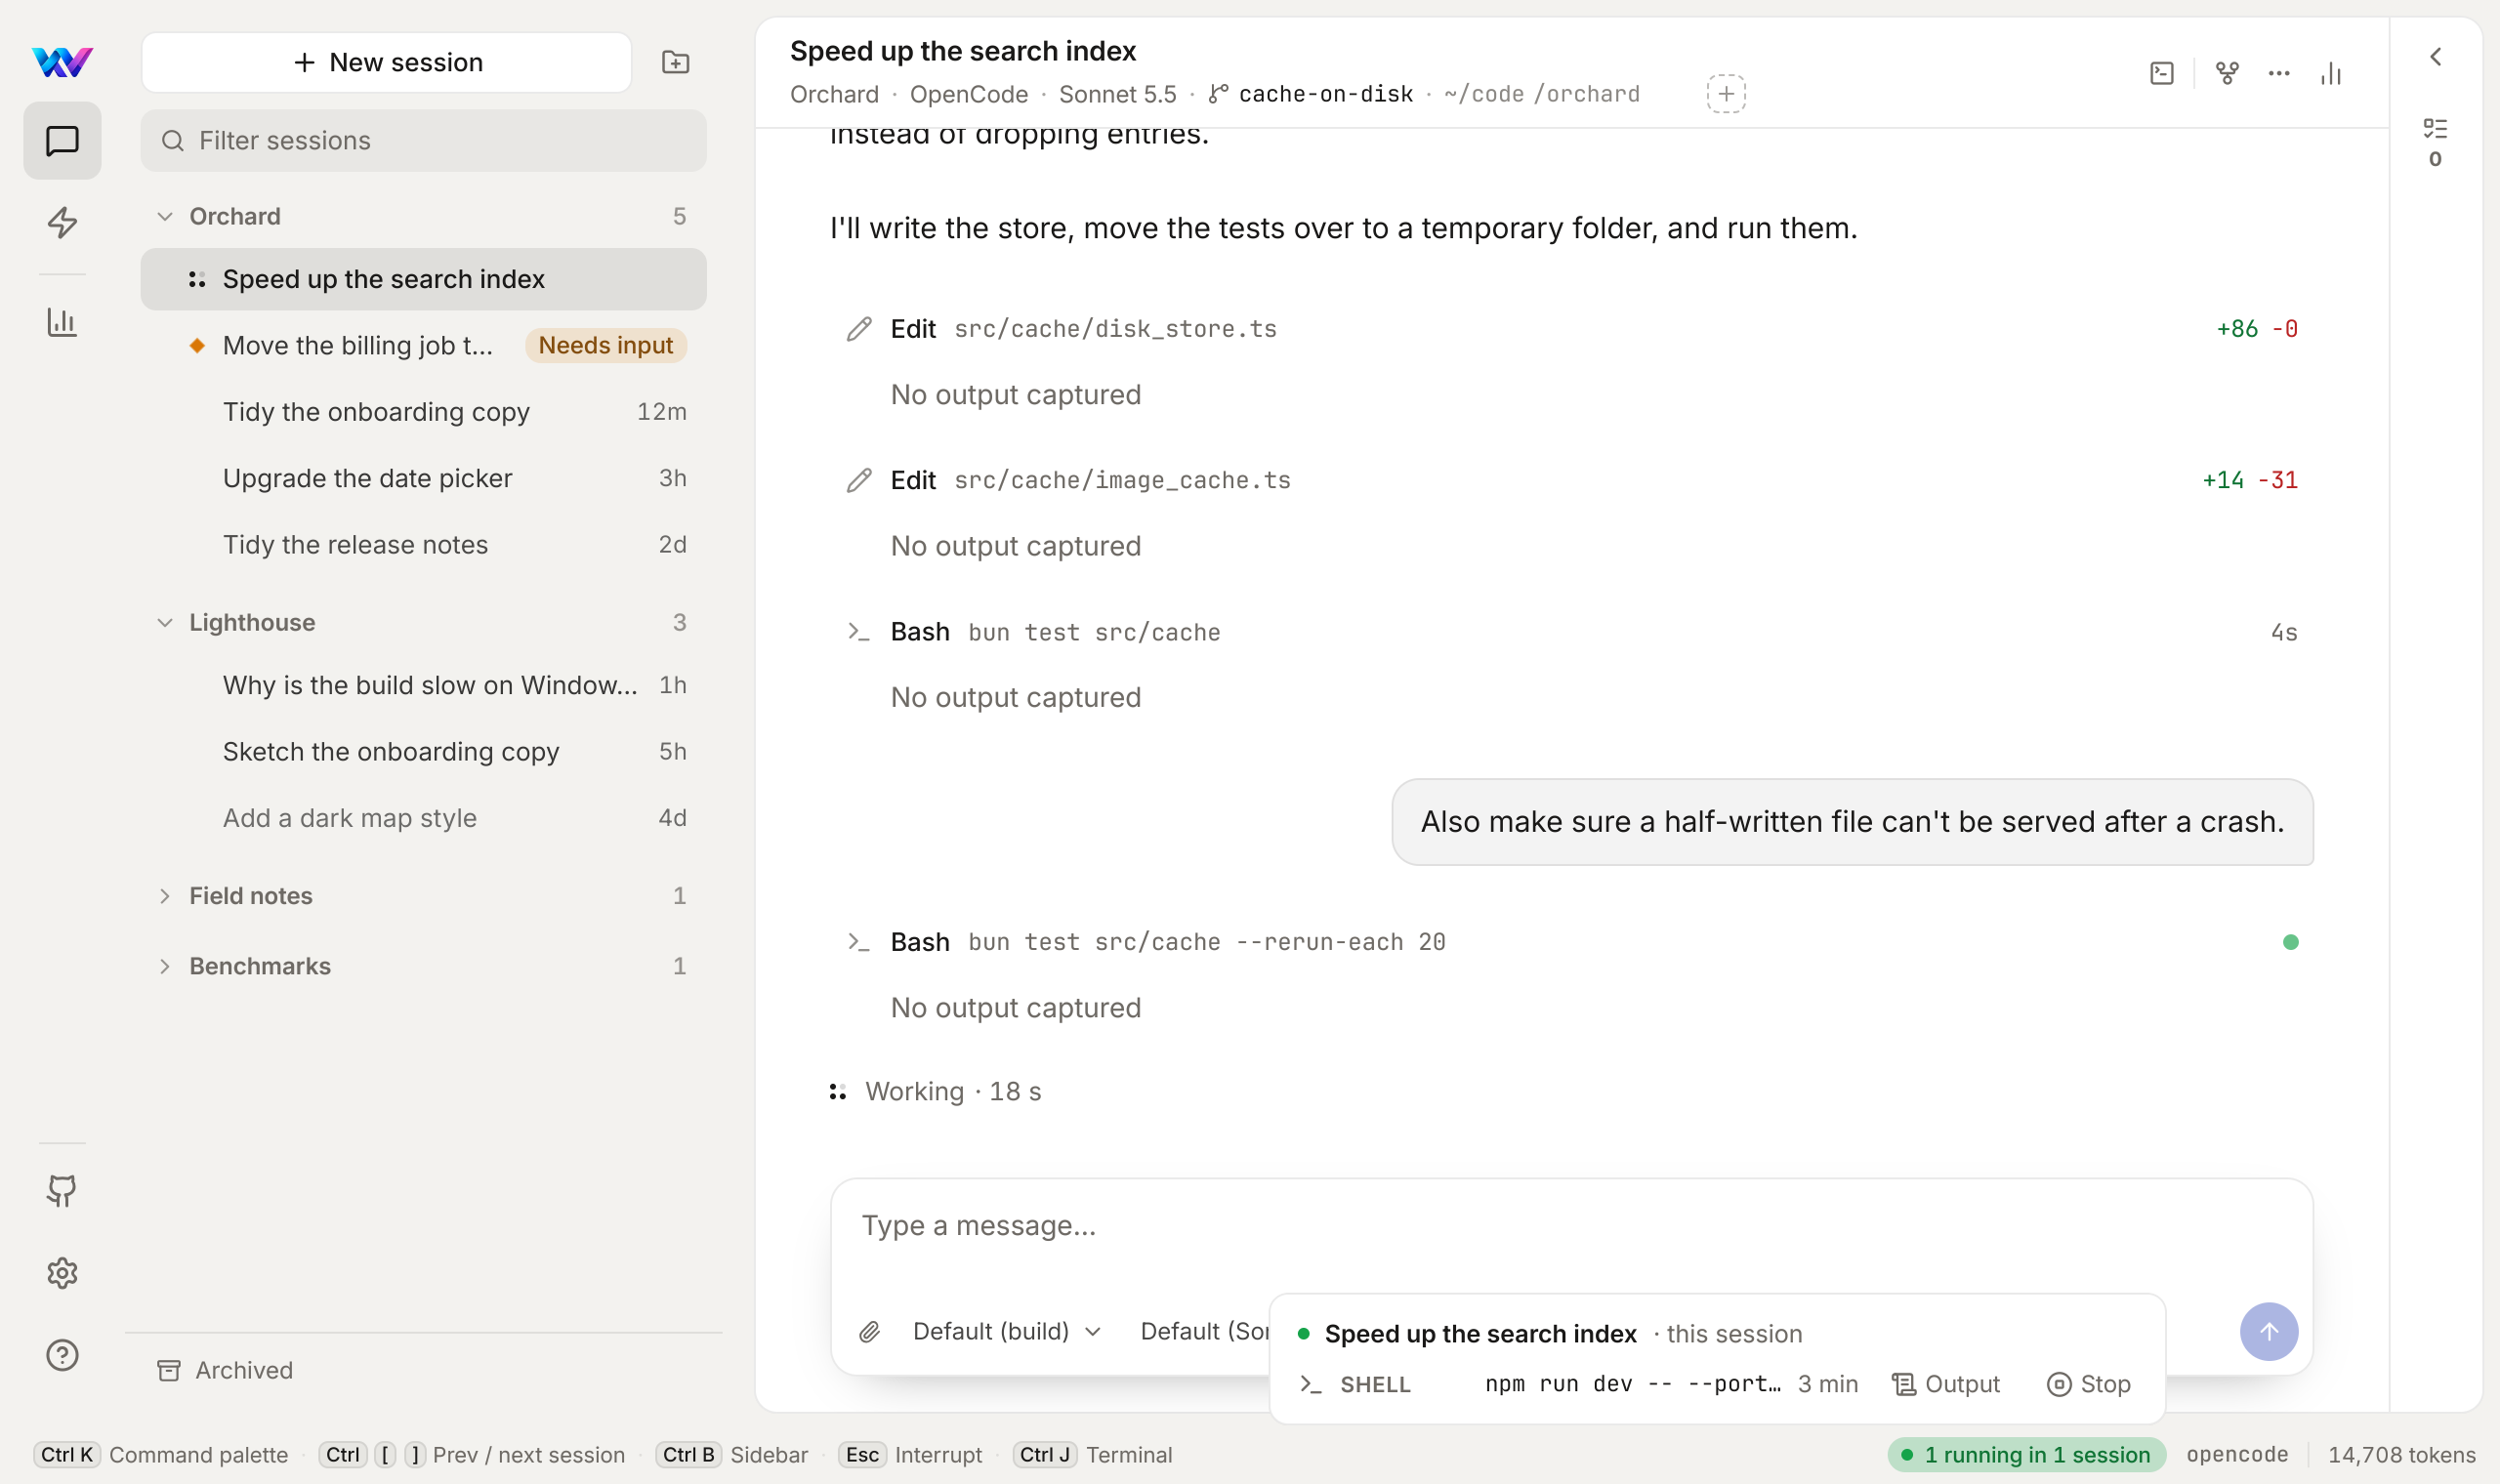 New session
Filter sessions
Orchard 5
Speed up the search index
Move the billing job t... Needs input
Tidy the onboarding copy 12m
Upgrade the date picker 3h
Tidy the release notes 2d
Lighthouse 3
Why is the build slow on Window... 1h
Sketch the onboarding copy 5h
Add a dark map style 4d
Field notes 1
Benchmarks 1
Archived
Speed up the search index
Orchard · OpenCode · Sonnet 5.5 · cache-on-disk · ~/code /orchard
0
instead of dropping entries.
I'll write the store, move the tests over to a temporary folder, and run them.
Edit src/cache/disk_store.ts +86 -0
No output captured
Edit src/cache/image_cache.ts +14 -31
No output captured
Bash bun test src/cache 4s
No output captured
Also make sure a half-written file can't be served after a crash.
Bash bun test src/cache --rerun-each 20
No output captured
Working · 18 s
Type a message...
Default (build) Default (Sor
Speed up the search index · this session
SHELL npm run dev -- --port… 3 min Output Stop
Ctrl K Command palette · Ctrl [ ] Prev / next session · Ctrl B Sidebar · Esc Interrupt · Ctrl J Terminal
1 running in 1 session opencode 14,708 tokens